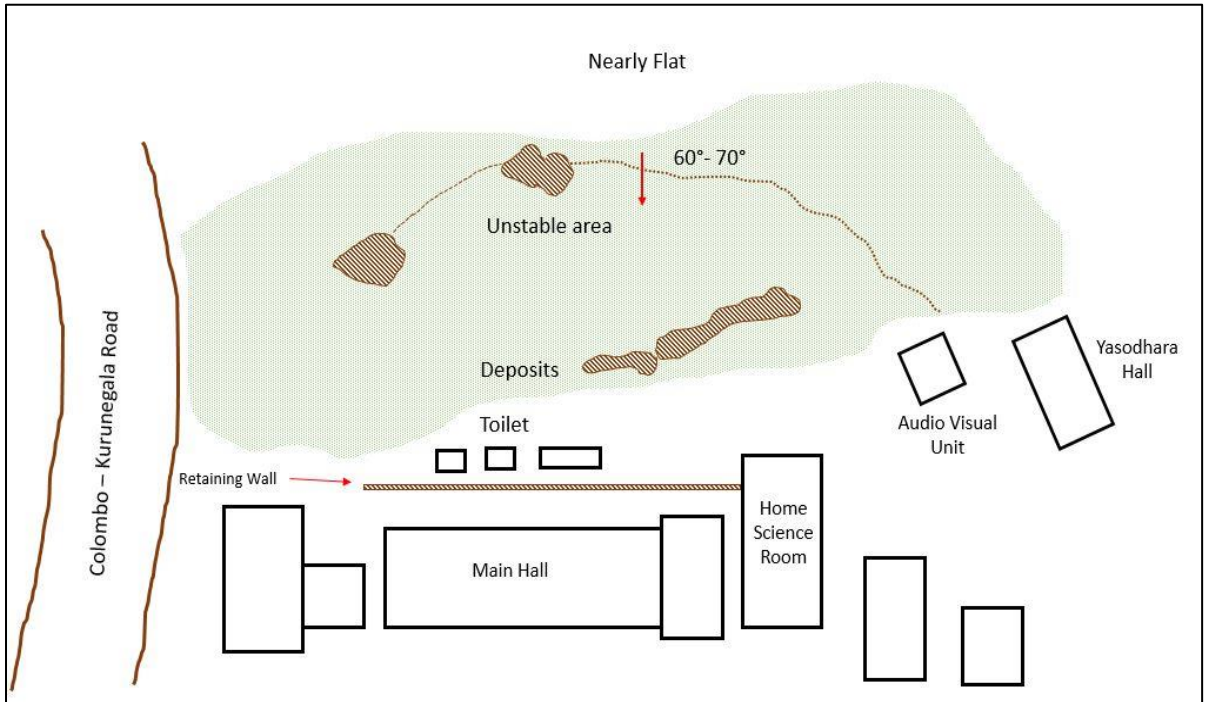 Nearly Flat
60°- 70°
Unstable area
Deposits
Yasodhara
Hall
Audio Visual
Unit
Toilet
Retaining Wall
Colombo – Kurunegala Road
Home
Science
Room
Main Hall